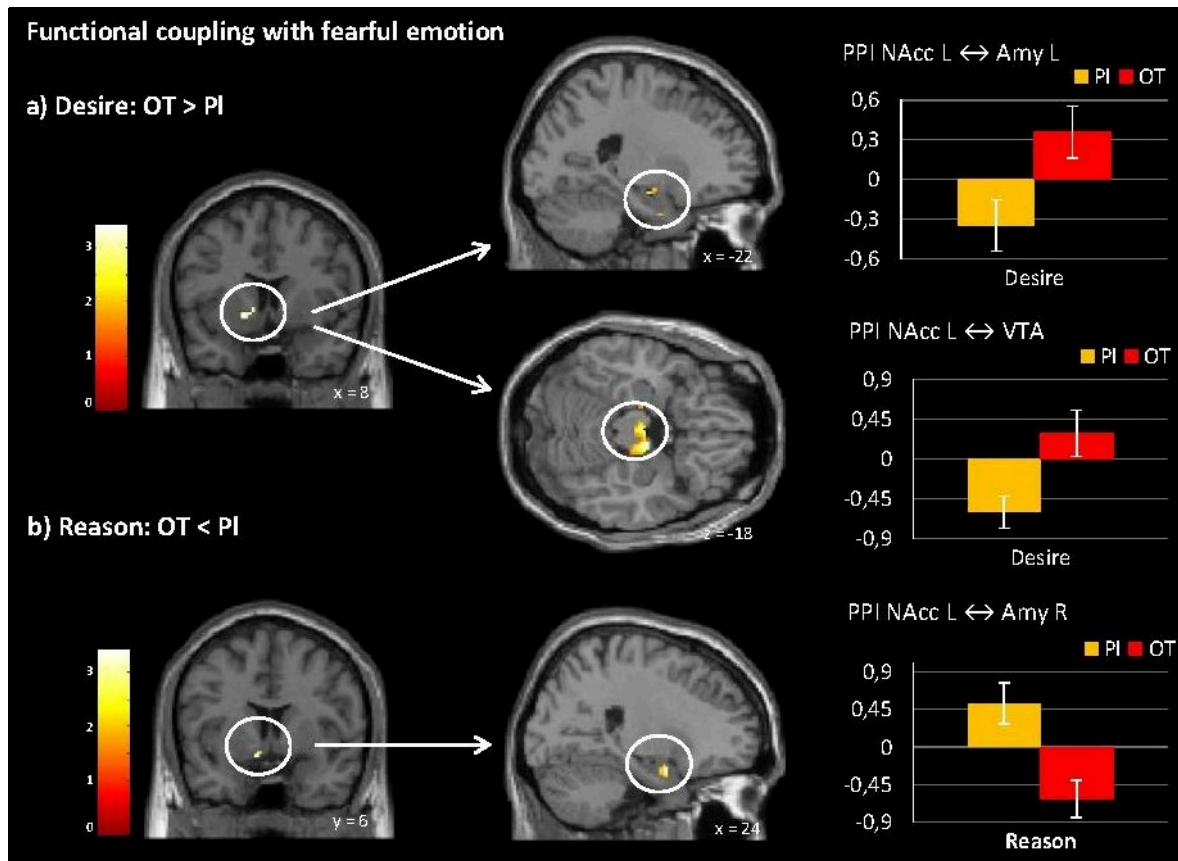 Functional coupling with fearful emotion
a) Desire: OT > Pl
3
2
1
0
x = 8
x = -22
z = -18
PPI NAcc L ↔ Amy L
Pl OT
0,6
0,3
0
-0,3
-0,6
Desire
PPI NAcc L ↔ VTA
Pl OT
0,9
0,45
0
-0,45
-0,9
Desire
b) Reason: OT < Pl
3
2
1
0
y = 6
x = 24
PPI NAcc L ↔ Amy R
Pl OT
0,9
0,45
0
-0,45
-0,9
Reason